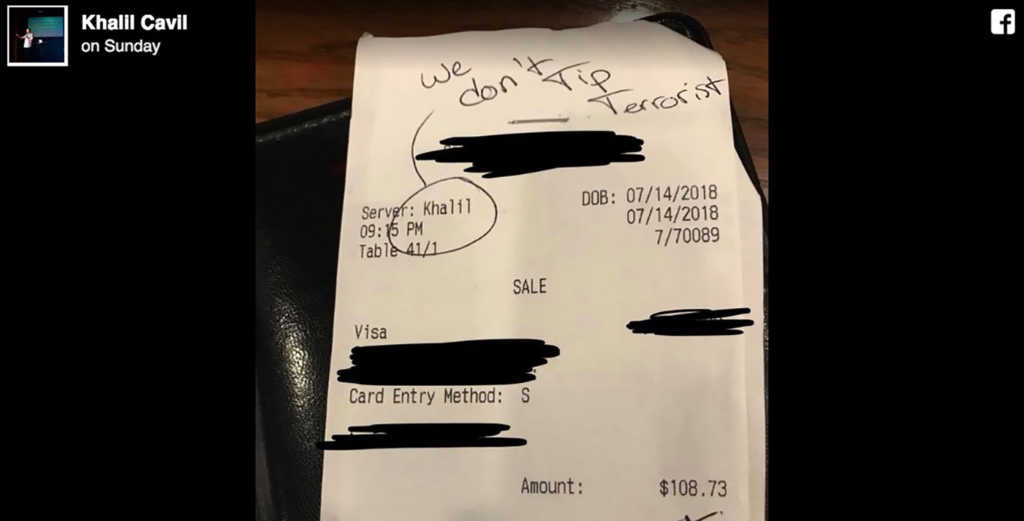 Khalil Cavil
on Sunday
We don't Tip
Terrorist
Server: Khalil
DOB: 07/14/2018
09:15 PM
07/14/2018
Table 41/1
7/70089
SALE
Visa
Card Entry Method: S
Amount: $108.73